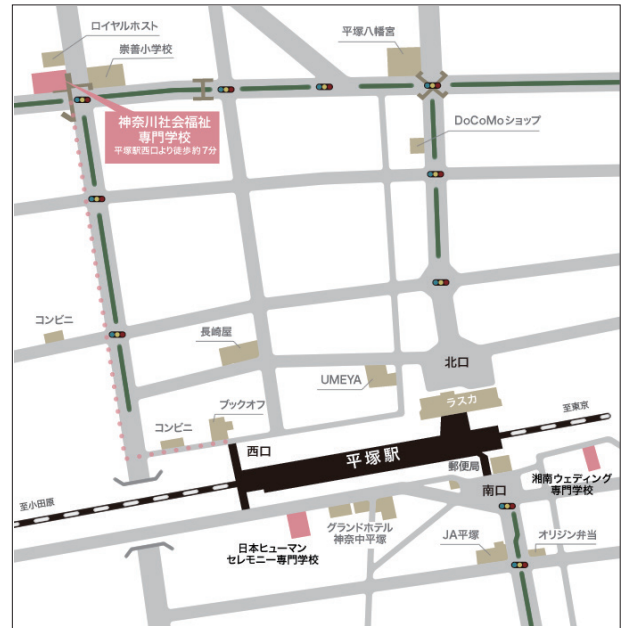 ロイヤルホスト
崇善小学校
平塚八幡宮
神奈川社会福祉
専門学校
平塚駅西口より徒歩約7分
DoCoMoショップ
コンビニ
長崎屋
北口
UMEYA
ラスカ
ブックオフ
コンビニ
西口
至東京
平塚駅
郵便局
湘南ウェディング
専門学校
南口
至小田原
グランドホテル
神奈中平塚
日本ヒューマン
セレモニー専門学校
JA平塚
オリジン弁当